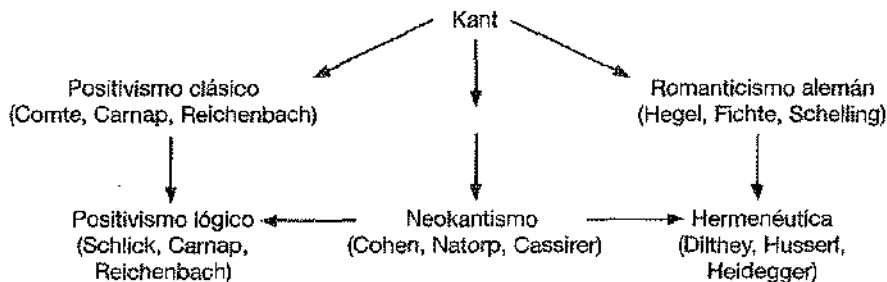 Kant
Positivismo clásico
(Comte, Carnap, Reichenbach)
Romanticismo alemán
(Hegel, Fichte, Schelling)
Positivismo lógico
(Schlick, Carnap,
Reichenbach)
Neokantismo
(Cohen, Natorp, Cassirer)
Hermenéutica
(Dilthey, Husserl,
Heidegger)